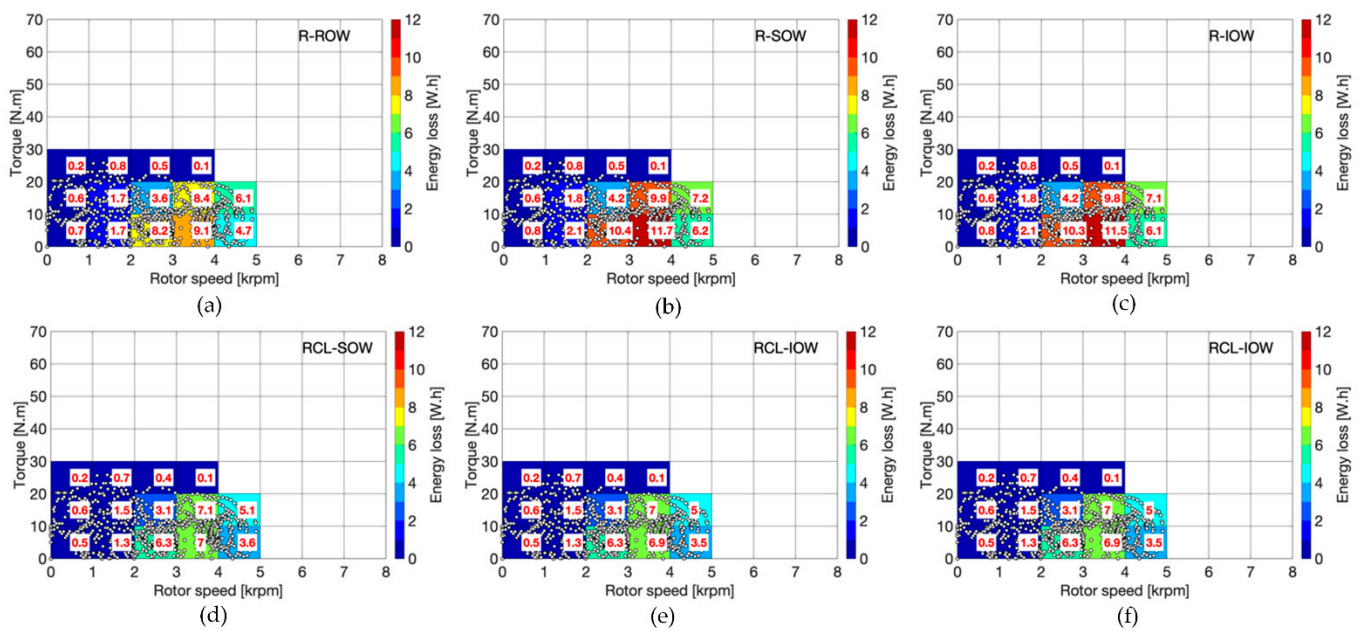 R-ROW
Torque [N.m]
70
60
50
40
30
20
10
0
0.2 0.8 0.5 0.1
0.6 1.7 3.6 8.4 6.1
0.7 1.7 8.2 9.1 4.7
0 1 2 3 4 5 6 7 8
Rotor speed [krpm]
12
10
8
6
4
2
0
Energy loss [W.h]
(a)
R-SOW
Torque [N.m]
70
60
50
40
30
20
10
0
0.2 0.8 0.5 0.1
0.6 1.8 4.2 9.9 7.2
0.8 2.1 10.4 11.7 6.2
0 1 2 3 4 5 6 7 8
Rotor speed [krpm]
12
10
8
6
4
2
0
Energy loss [W.h]
(b)
R-IOW
Torque [N.m]
70
60
50
40
30
20
10
0
0.2 0.8 0.5 0.1
0.6 1.8 4.2 9.8 7.1
0.8 2.1 10.3 11.5 6.1
0 1 2 3 4 5 6 7 8
Rotor speed [krpm]
12
10
8
6
4
2
0
Energy loss [W.h]
(c)
RCL-SOW
Torque [N.m]
70
60
50
40
30
20
10
0
0.2 0.7 0.4 0.1
0.6 1.5 3.1 7.1 5.1
0.5 1.3 6.3 7 3.6
0 1 2 3 4 5 6 7 8
Rotor speed [krpm]
12
10
8
6
4
2
0
Energy loss [W.h]
(d)
RCL-IOW
Torque [N.m]
70
60
50
40
30
20
10
0
0.2 0.7 0.4 0.1
0.6 1.5 3.1 7 5
0.5 1.3 6.3 6.9 3.5
0 1 2 3 4 5 6 7 8
Rotor speed [krpm]
12
10
8
6
4
2
0
Energy loss [W.h]
(e)
RCL-IOW
Torque [N.m]
70
60
50
40
30
20
10
0
0.2 0.7 0.4 0.1
0.6 1.5 3.1 7 5
0.5 1.3 6.3 6.9 3.5
0 1 2 3 4 5 6 7 8
Rotor speed [krpm]
12
10
8
6
4
2
0
Energy loss [W.h]
(f)